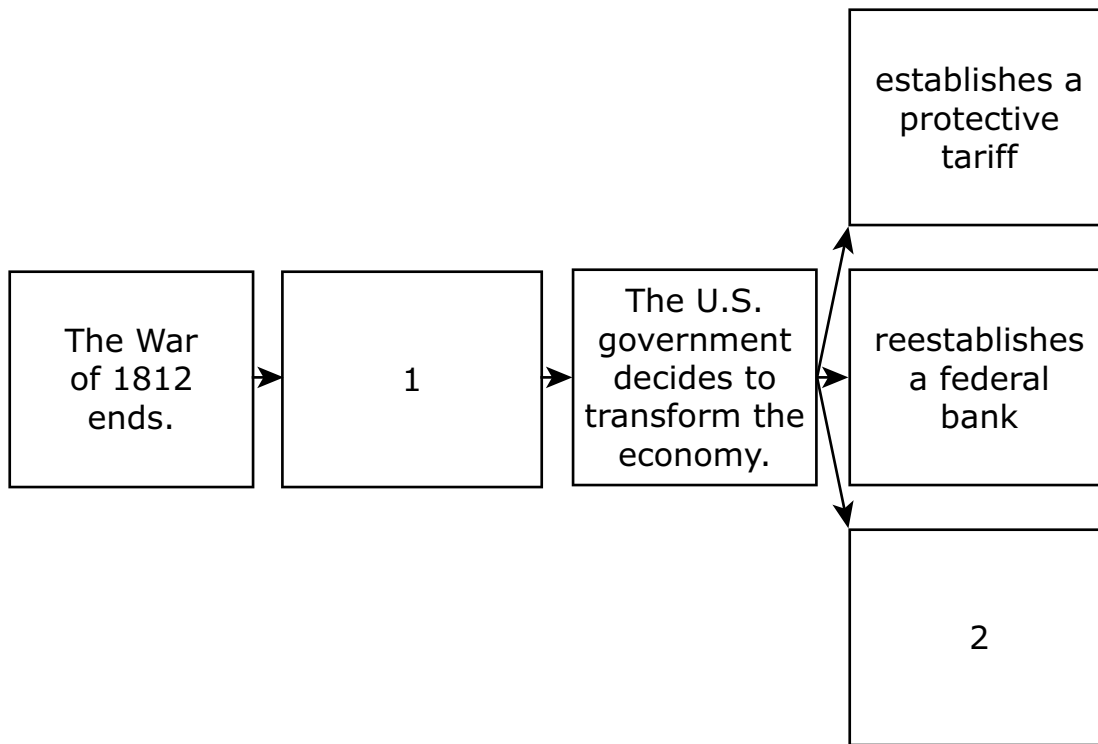 The War
of 1812
ends.
1
The U.S.
government
decides to
transform the
economy.
establishes a
protective
tariff
reestablishes
a federal
bank
2